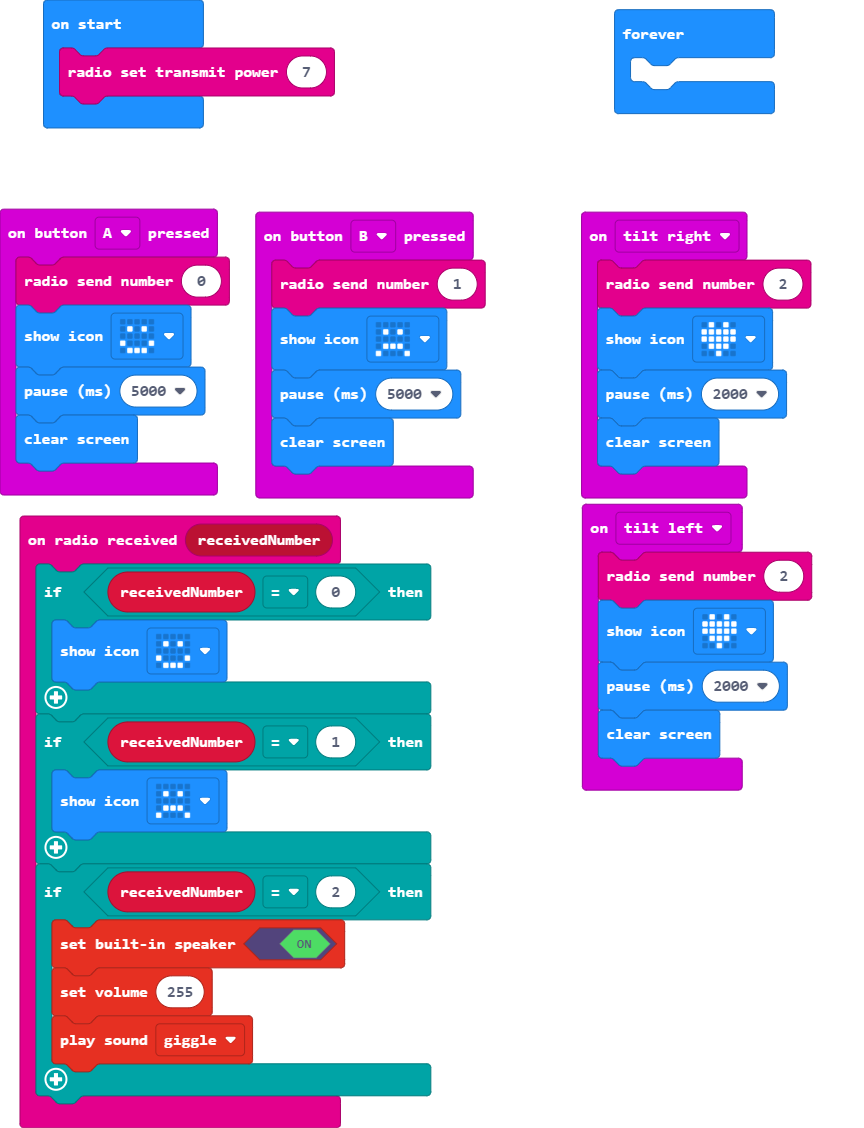 on start
radio set transmit power 7
forever
on button A pressed
radio send number 0
show icon
pause (ms) 5000
clear screen
on button B pressed
radio send number 1
show icon
pause (ms) 5000
clear screen
on tilt right
radio send number 2
show icon
pause (ms) 2000
clear screen
on tilt left
radio send number 2
show icon
pause (ms) 2000
clear screen
on radio received receivedNumber
if receivedNumber = 0 then
show icon
if receivedNumber = 1 then
show icon
if receivedNumber = 2 then
set built-in speaker ON
set volume 255
play sound giggle